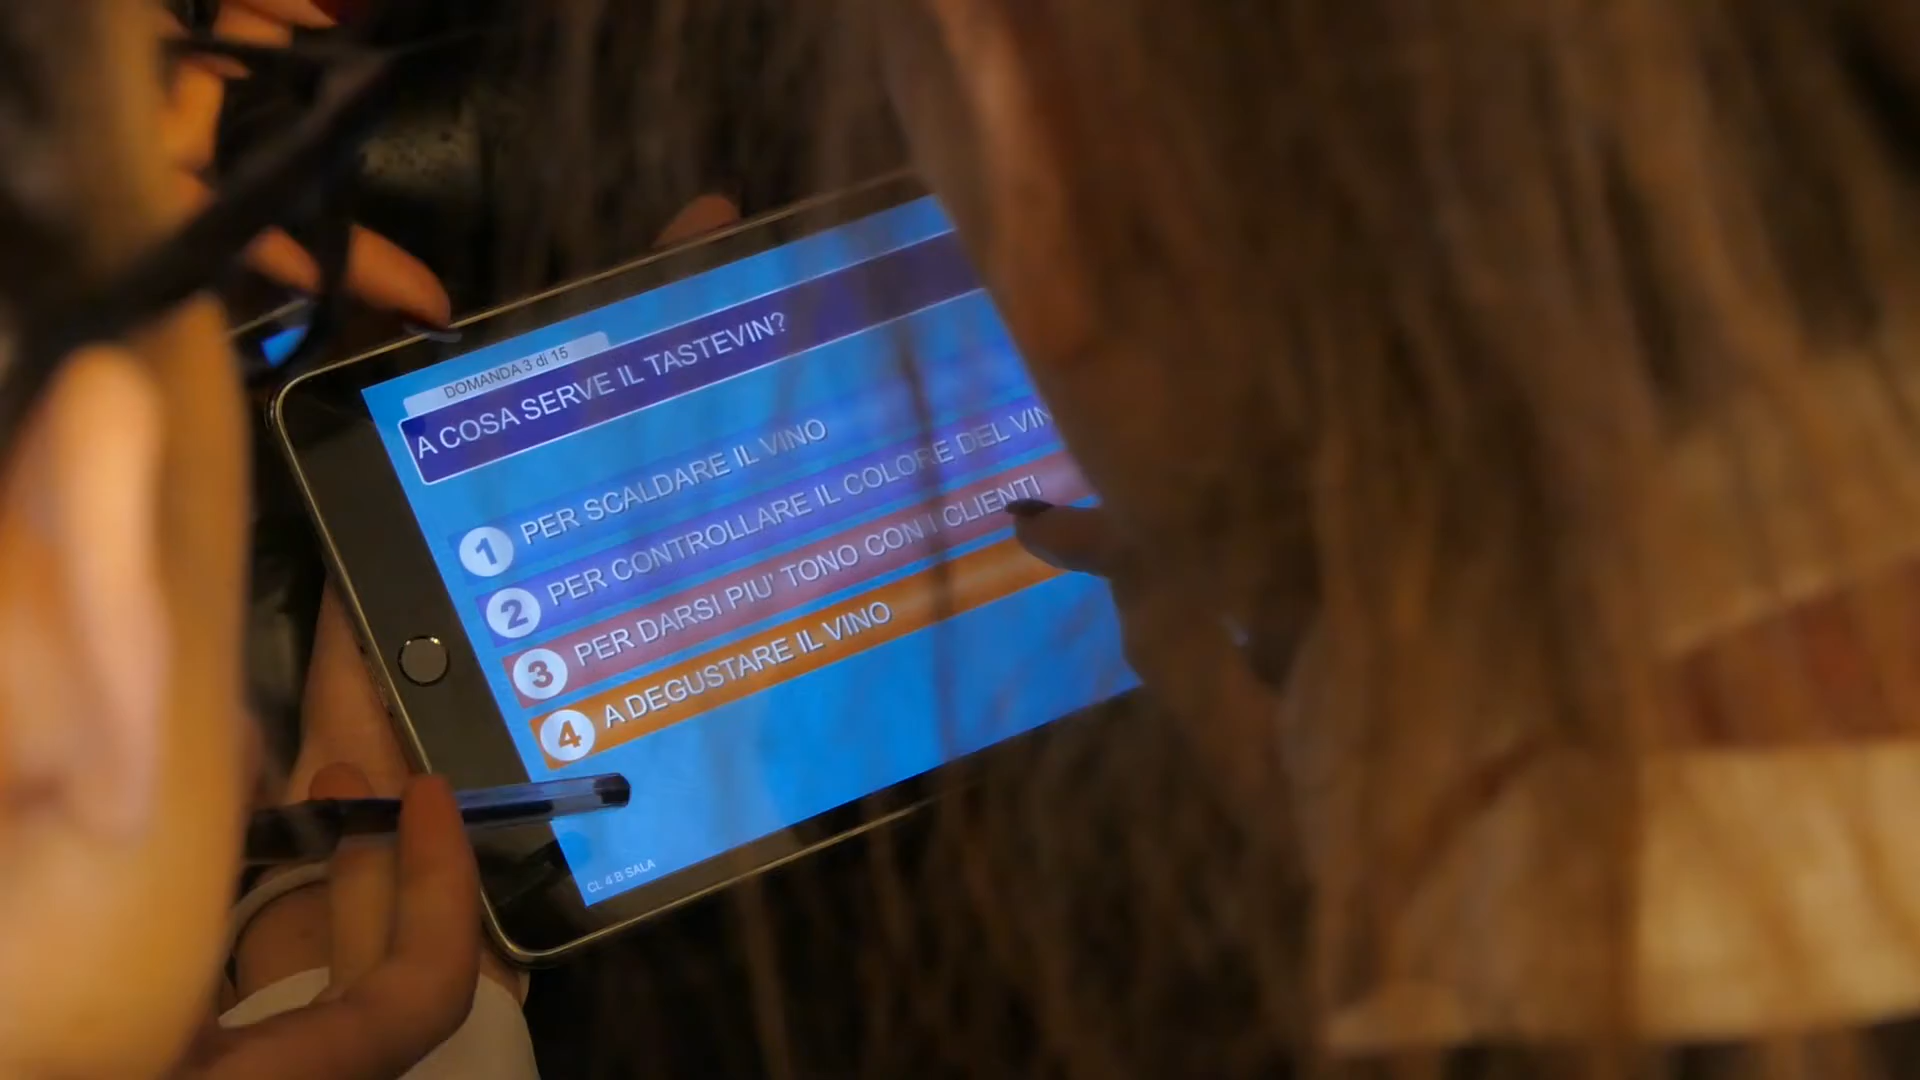 DOMANDA 3 di 15
A COSA SERVE IL TASTEVIN?
1 PER SCALDARE IL VINO
2 PER CONTROLLARE IL COLORE DEL
3 PER DARSI PIU' TONO CON I CLIENTI
4 A DEGUSTARE IL VINO
CL 4 B SALA